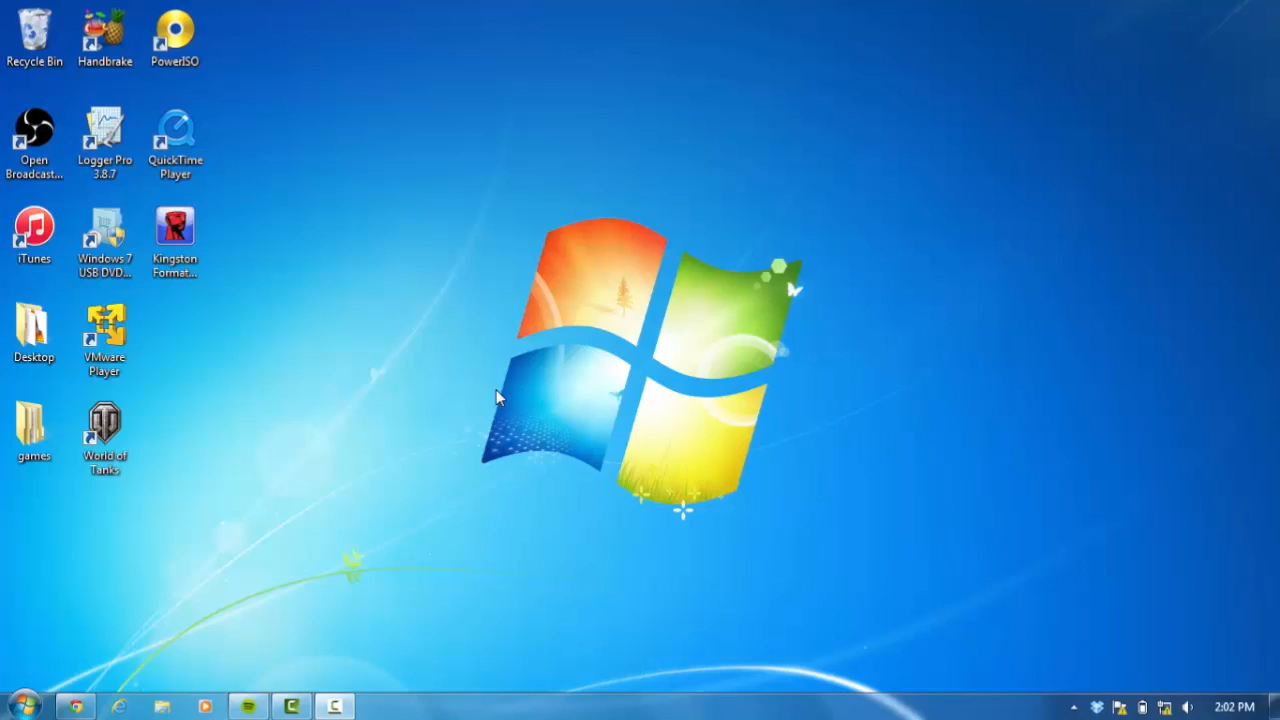 Recycle Bin
Handbrake
PowerISO
Open
Broadcast...
Logger Pro
3.8.7
QuickTime
Player
iTunes
Windows 7
USB DVD...
Kingston
Format...
Desktop
VMware
Player
games
World of
Tanks
2:02 PM